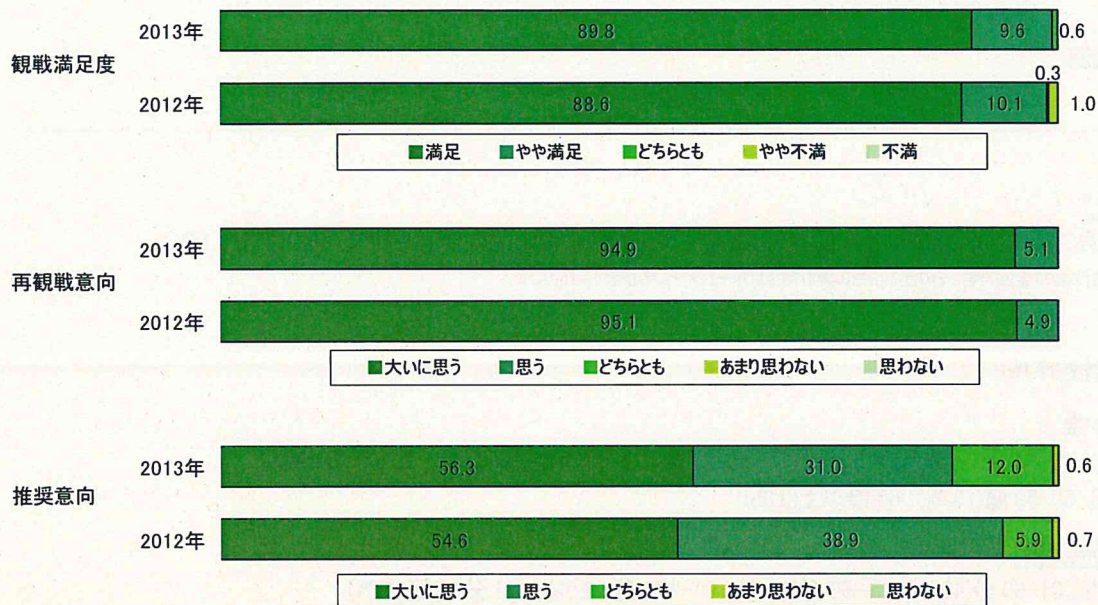 2013年 89.8 9.6 0.6
観戦満足度
0.3
2012年 88.6 10.1 1.0
満足 やや満足 どちらとも やや不満 不満
2013年 94.9 5.1
再観戦意向
2012年 95.1 4.9
大いに思う 思う どちらとも あまり思わない 思わない
2013年 56.3 31.0 12.0 0.6
推奨意向
2012年 54.6 38.9 5.9 0.7
大いに思う 思う どちらとも あまり思わない 思わない